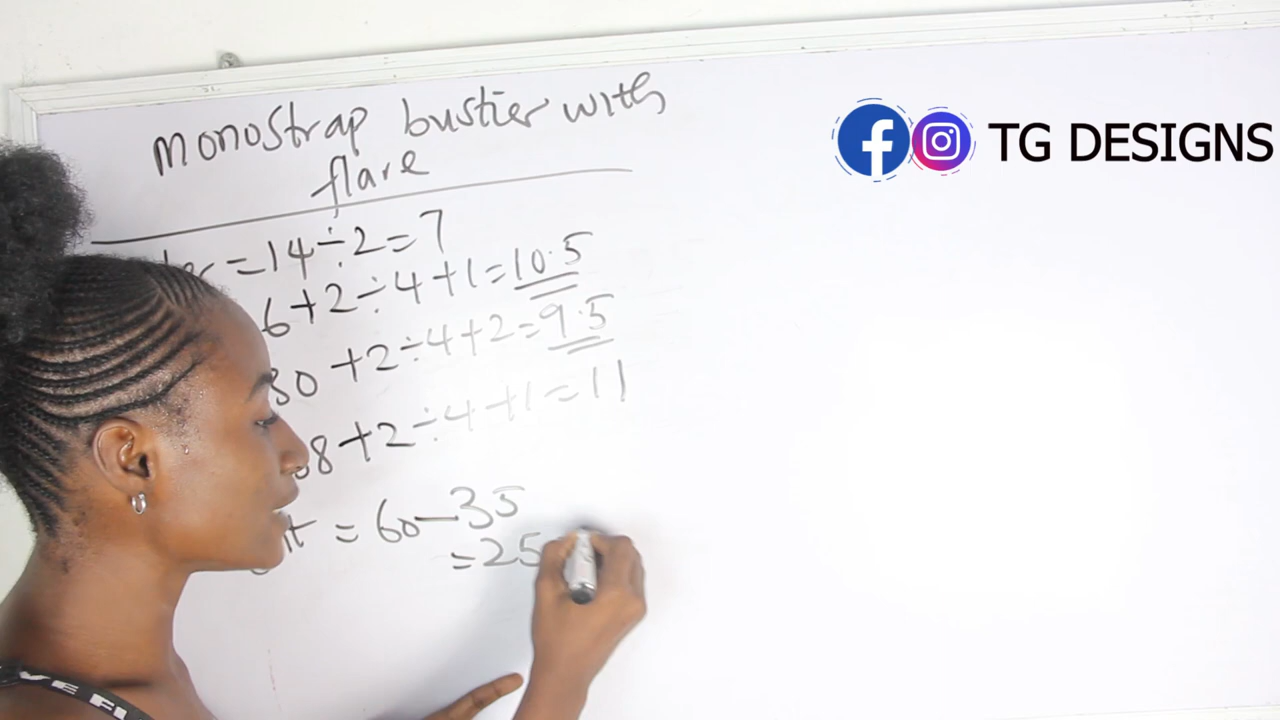 monostrap bustier with
flare
= 14 ÷ 2 = 7
6 + 2 ÷ 4 + 1 = 10.5
30 + 2 ÷ 4 + 2 = 9.5
8 + 2 ÷ 4 + 1 = 11
= 60 - 35
= 25
TG DESIGNS